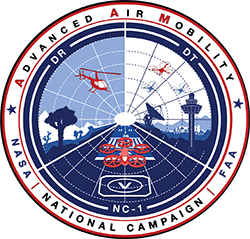 ADVANCED AIR MOBILITY
DR
DT
NASA
NATIONAL CAMPAIGN
FAA
NC-1
V